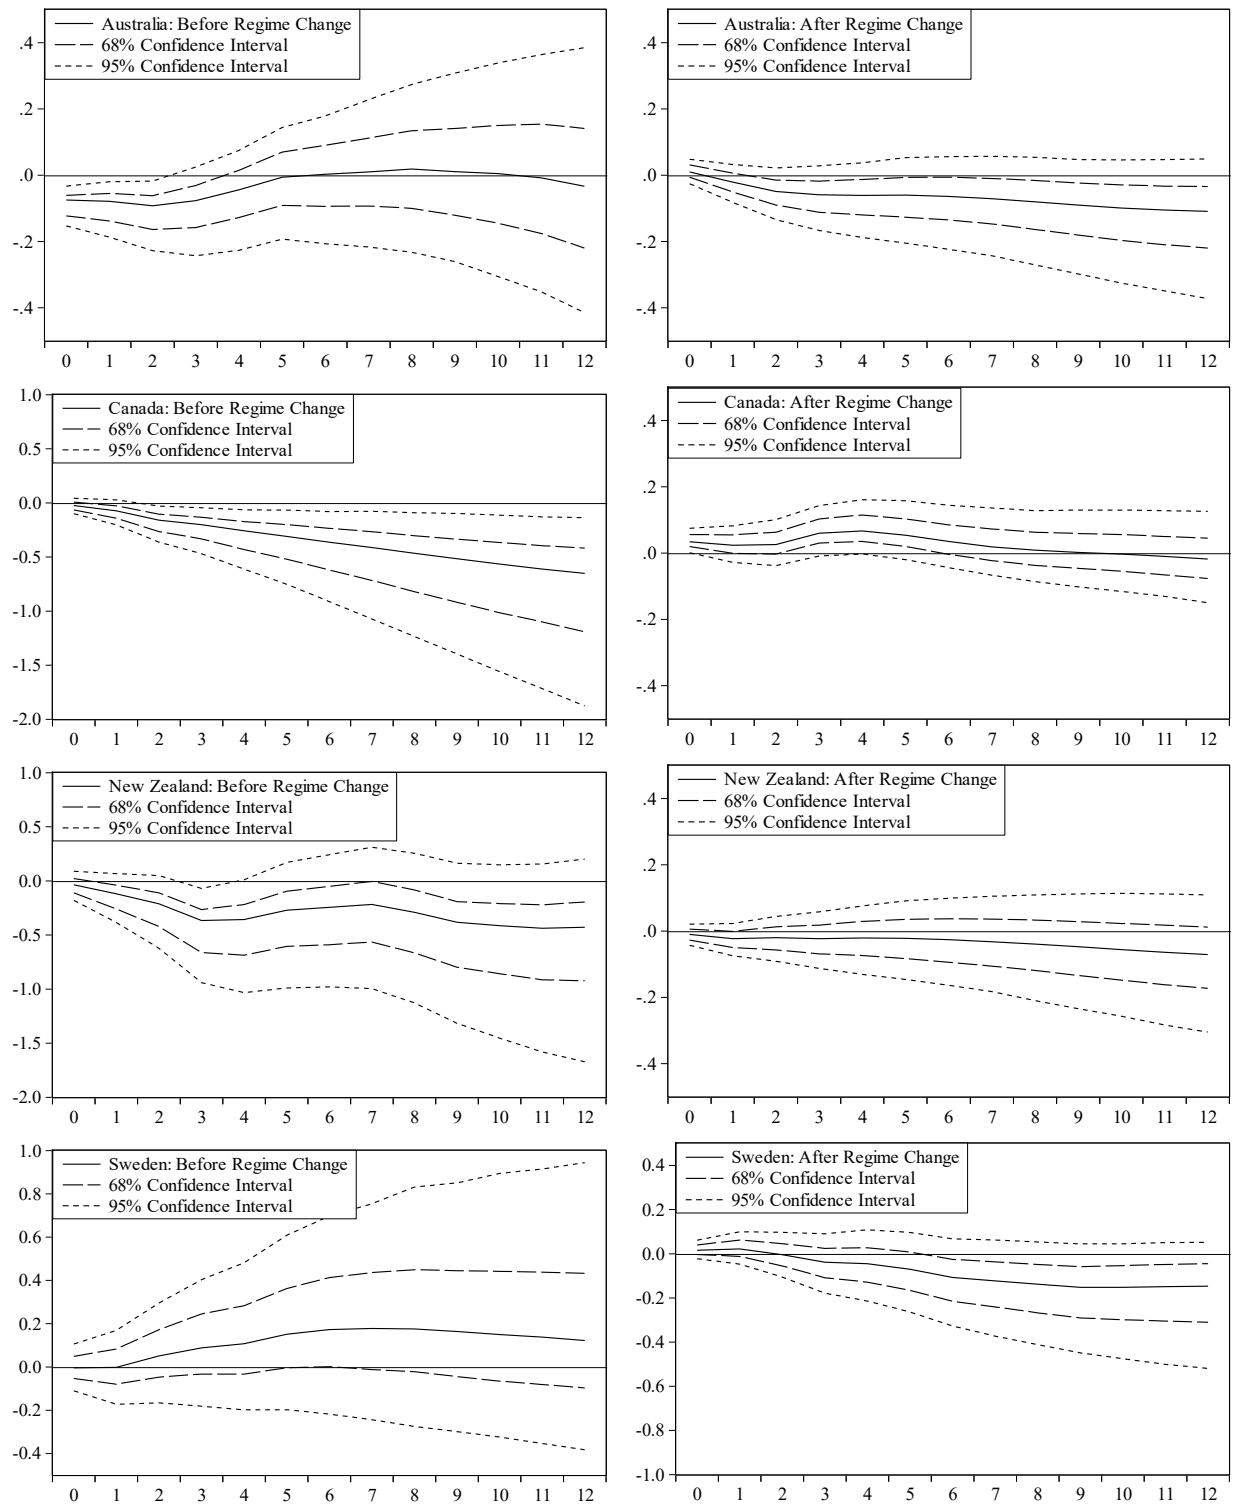 Australia: Before Regime Change
68% Confidence Interval
95% Confidence Interval
.4
.2
.0
-.2
-.4
0 1 2 3 4 5 6 7 8 9 10 11 12
Australia: After Regime Change
68% Confidence Interval
95% Confidence Interval
.4
.2
.0
-.2
-.4
0 1 2 3 4 5 6 7 8 9 10 11 12
Canada: Before Regime Change
68% Confidence Interval
95% Confidence Interval
1.0
0.5
0.0
-0.5
-1.0
-1.5
-2.0
0 1 2 3 4 5 6 7 8 9 10 11 12
Canada: After Regime Change
68% Confidence Interval
95% Confidence Interval
.4
.2
.0
-.2
-.4
0 1 2 3 4 5 6 7 8 9 10 11 12
New Zealand: Before Regime Change
68% Confidence Interval
95% Confidence Interval
1.0
0.5
0.0
-0.5
-1.0
-1.5
-2.0
0 1 2 3 4 5 6 7 8 9 10 11 12
New Zealand: After Regime Change
68% Confidence Interval
95% Confidence Interval
.4
.2
.0
-.2
-.4
0 1 2 3 4 5 6 7 8 9 10 11 12
Sweden: Before Regime Change
68% Confidence Interval
95% Confidence Interval
1.0
0.8
0.6
0.4
0.2
0.0
-0.2
-0.4
0 1 2 3 4 5 6 7 8 9 10 11 12
Sweden: After Regime Change
68% Confidence Interval
95% Confidence Interval
0.4
0.2
0.0
-0.2
-0.4
-0.6
-0.8
-1.0
0 1 2 3 4 5 6 7 8 9 10 11 12